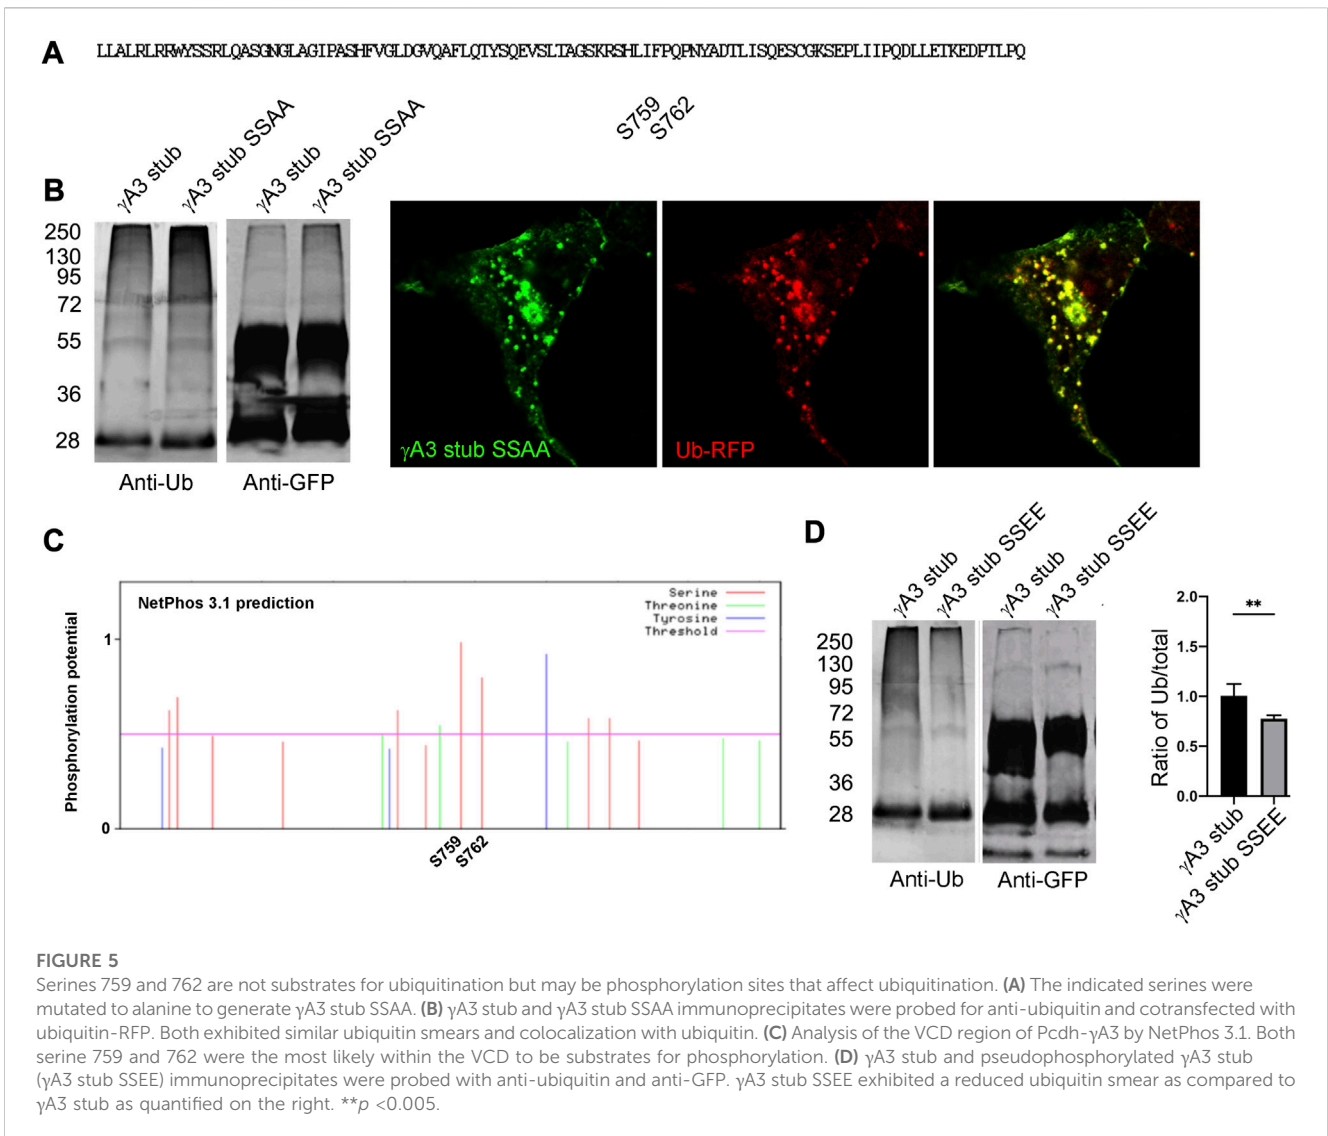 A
LLALRLRRWYSSRLQASGNGLAGIPASHFVGLDGVQAFLQTYSQEVSLTAGSKRSHLIFPQPNYADTLISQESCGKSEPLIIPQDLLETKEDPTLPQ
S759
S762
B
γA3 stub
γA3 stub SSAA
γA3 stub
γA3 stub SSAA
250
130
95
72
55
36
28
Anti-Ub
Anti-GFP
γA3 stub SSAA
Ub-RFP
C
NetPhos 3.1 prediction
Serine
Threonine
Tyrosine
Threshold
Phosphorylation potential
1
0
S759
S762
D
γA3 stub
γA3 stub SSEE
γA3 stub
γA3 stub SSEE
250
130
95
72
55
36
28
Anti-Ub
Anti-GFP
Ratio of Ub/total
2.0
1.5
1.0
0.5
0.0
**
γA3 stub
γA3 stub SSEE
FIGURE 5
Serines 759 and 762 are not substrates for ubiquitination but may be phosphorylation sites that affect ubiquitination. (A) The indicated serines were
mutated to alanine to generate γA3 stub SSAA. (B) γA3 stub and γA3 stub SSAA immunoprecipitates were probed for anti-ubiquitin and cotransfected with
ubiquitin-RFP. Both exhibited similar ubiquitin smears and colocalization with ubiquitin. (C) Analysis of the VCD region of Pcdh-γA3 by NetPhos 3.1. Both
serine 759 and 762 were the most likely within the VCD to be substrates for phosphorylation. (D) γA3 stub and pseudophosphorylated γA3 stub
(γA3 stub SSEE) immunoprecipitates were probed with anti-ubiquitin and anti-GFP. γA3 stub SSEE exhibited a reduced ubiquitin smear as compared to
γA3 stub as quantified on the right. **p <0.005.